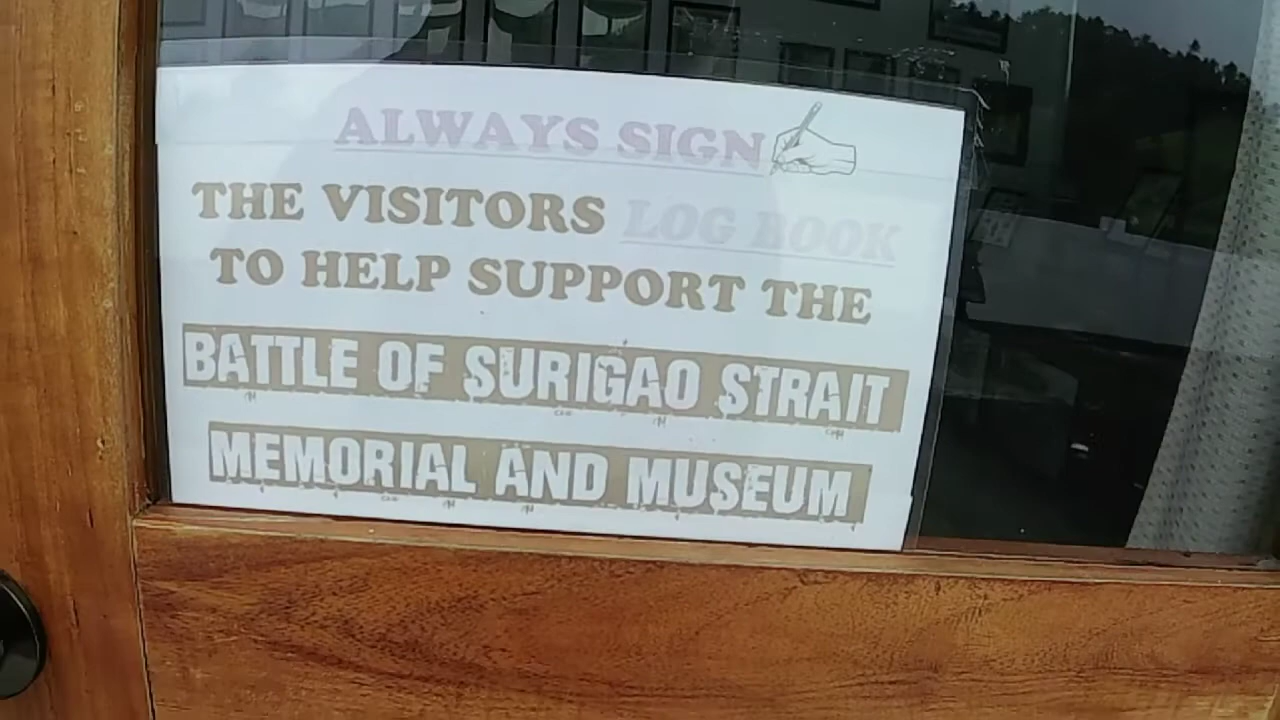 ALWAYS SIGN
THE VISITORS LOG BOOK
TO HELP SUPPORT THE
BATTLE OF SURIGAO STRAIT
MEMORIAL AND MUSEUM